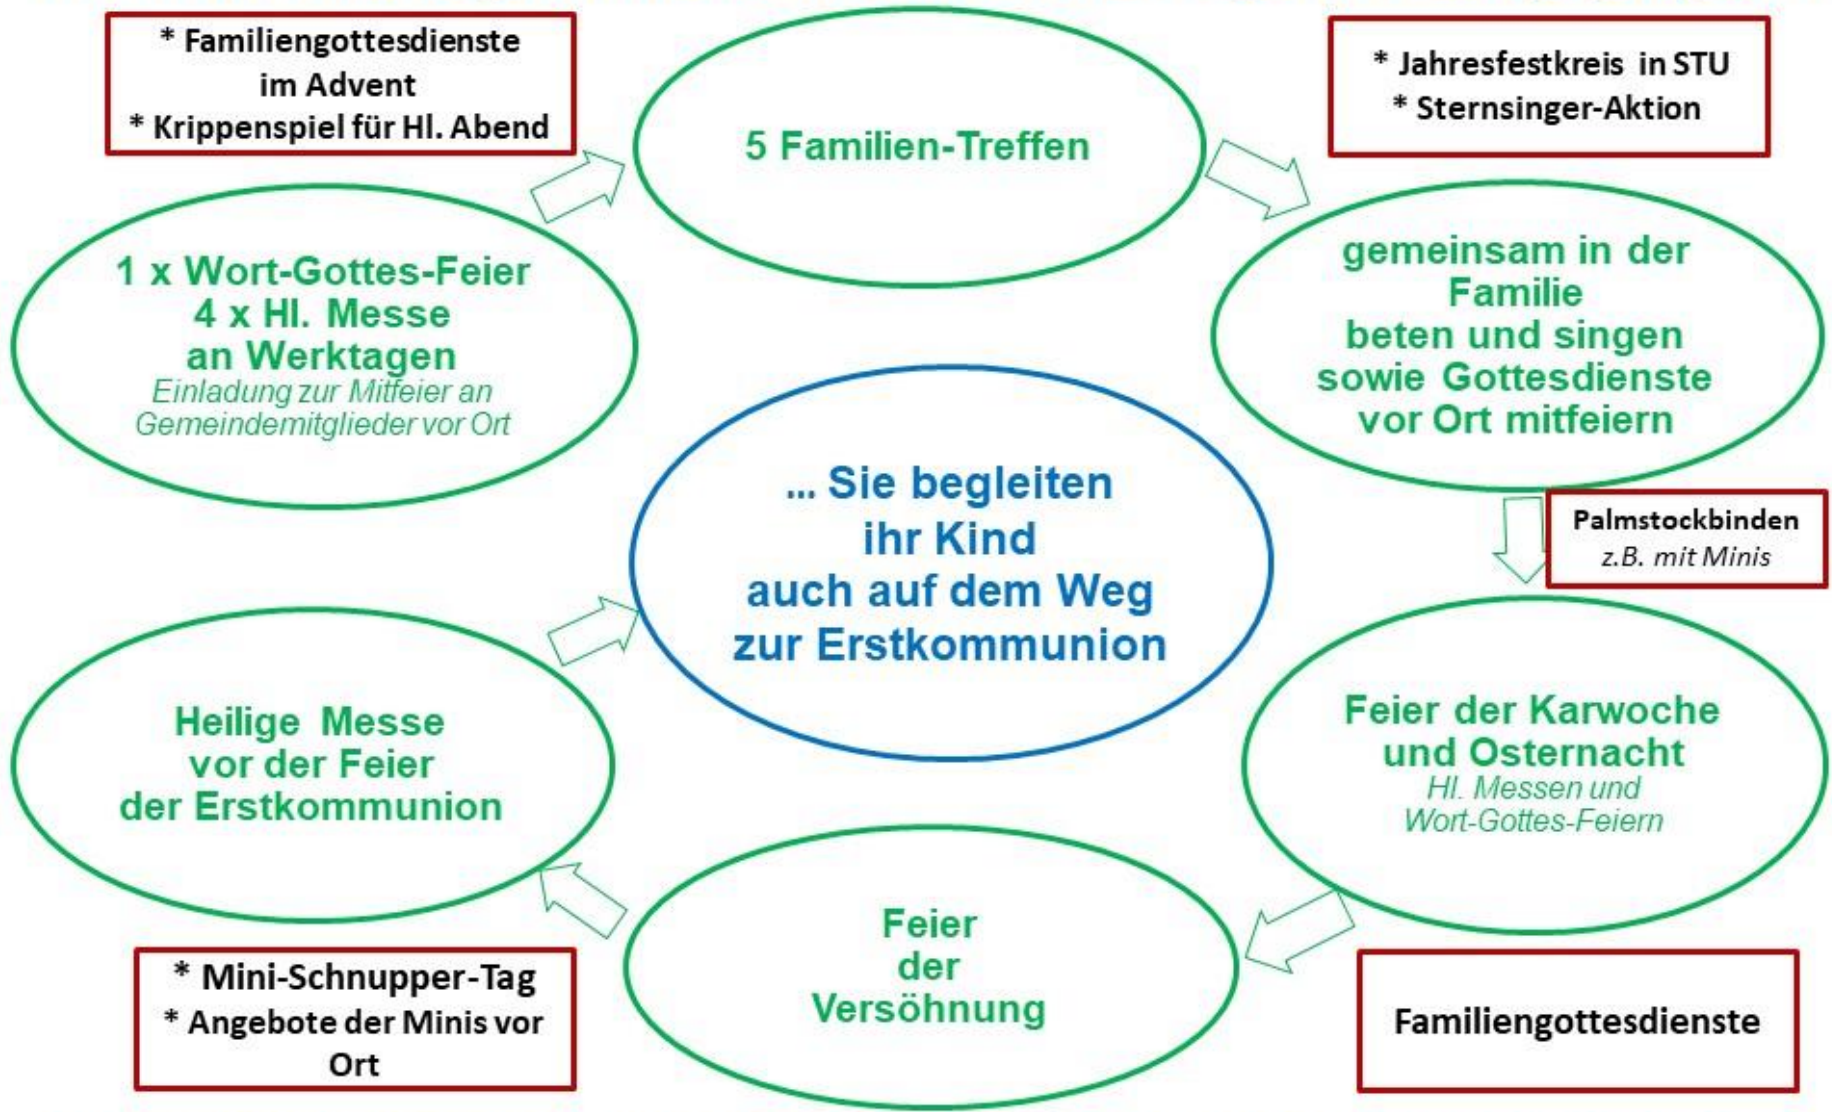 * Familiengottesdienste
im Advent
* Krippenspiel für Hl. Abend
5 Familien-Treffen
* Jahresfestkreis in STU
* Sternsinger-Aktion
1 x Wort-Gottes-Feier
4 x Hl. Messe
an Werktagen
Einladung zur Mitfeier an
Gemeindemitglieder vor Ort
gemeinsam in der
Familie
beten und singen
sowie Gottesdienste
vor Ort mitfeiern
... Sie begleiten
ihr Kind
auch auf dem Weg
zur Erstkommunion
Palmstockbinden
z.B. mit Minis
Heilige Messe
vor der Feier
der Erstkommunion
Feier der Karwoche
und Osternacht
Hl. Messen und
Wort-Gottes-Feiern
Feier
der
Versöhnung
* Mini-Schnupper-Tag
* Angebote der Minis vor
Ort
Familiengottesdienste